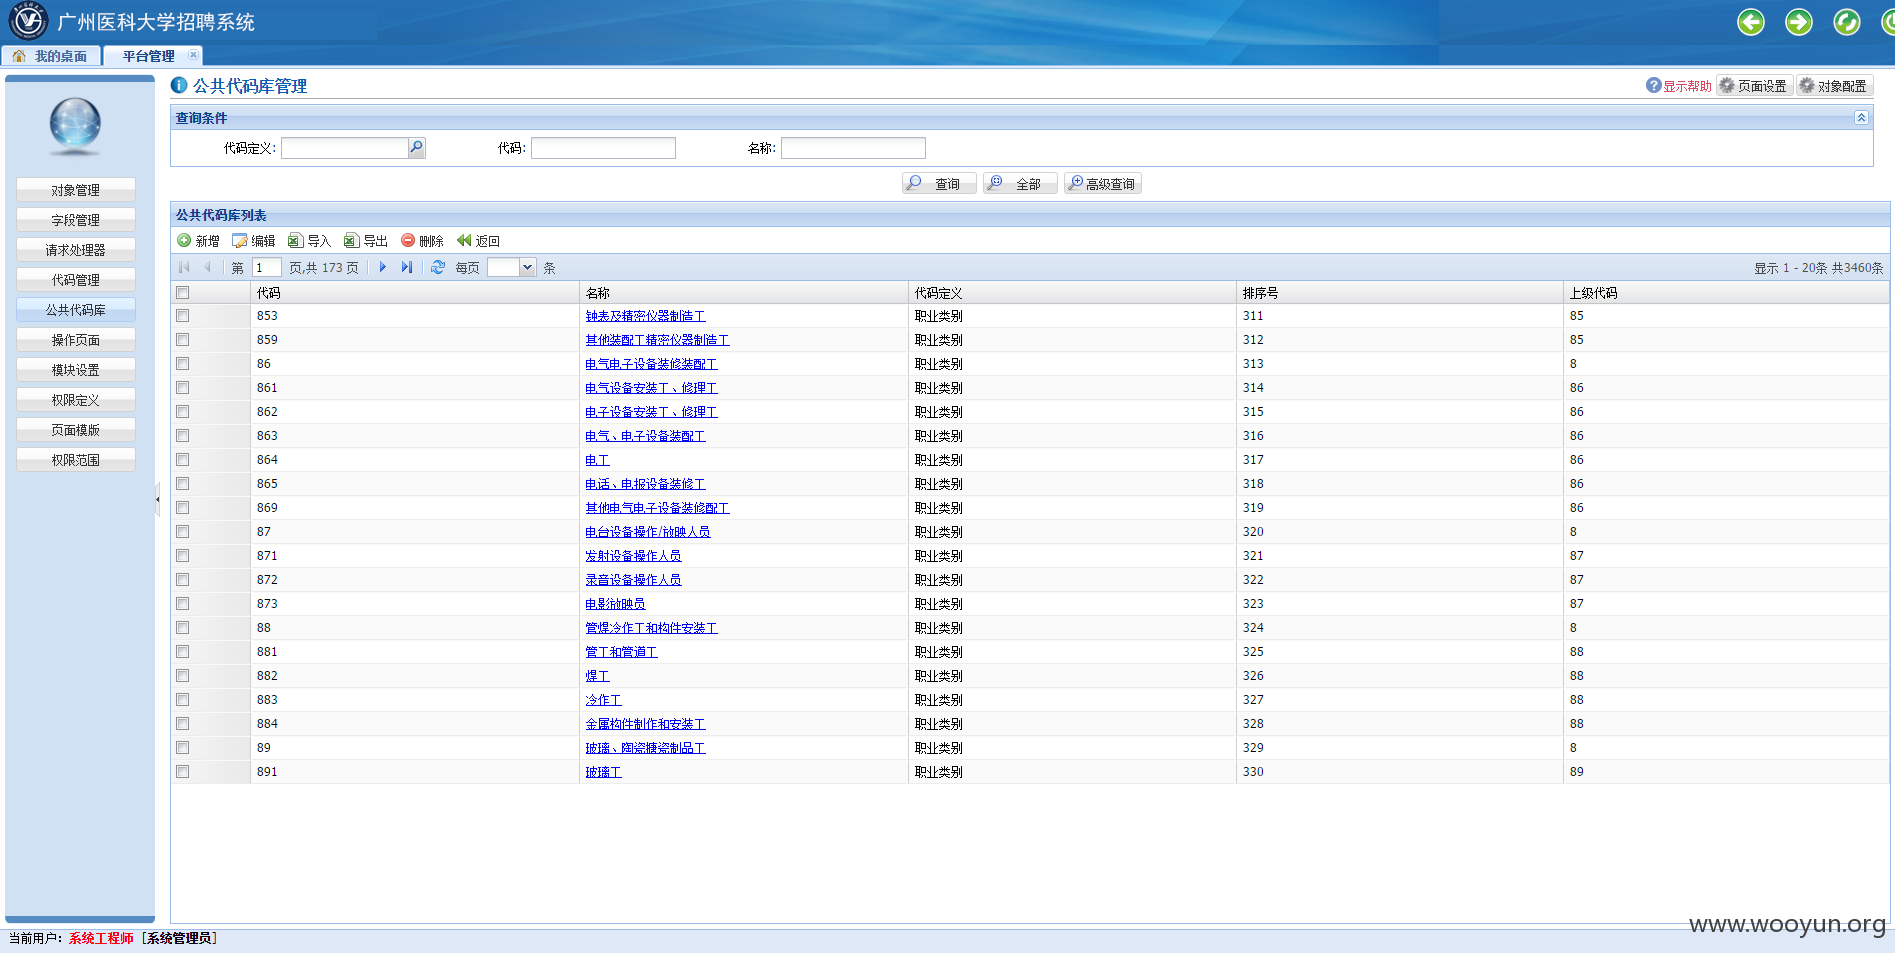 广州医科大学招聘系统
我的桌面 平台管理
公共代码库管理 显示帮助 页面设置 对象配置
查询条件
代码定义: 代码: 名称:
查询 全部 高级查询
对象管理
字段管理
请求处理器
代码管理
公共代码库
操作页面
模块设置
权限定义
页面模版
权限范围
公共代码库列表
新增 编辑 导入 导出 删除 返回
第 1 页,共 173 页 每页 条 显示 1 - 20条 共3460条
代码 名称 代码定义 排序号 上级代码
853 钟表及精密仪器制造工 职业类别 311 85
859 其他装配工精密仪器制造工 职业类别 312 85
86 电气电子设备装修装配工 职业类别 313 8
861 电气设备安装工、修理工 职业类别 314 86
862 电子设备安装工、修理工 职业类别 315 86
863 电气、电子设备装配工 职业类别 316 86
864 电工 职业类别 317 86
865 电话、电报设备装修工 职业类别 318 86
869 其他电气电子设备装修配工 职业类别 319 86
87 电台设备操作/放映人员 职业类别 320 8
871 发射设备操作人员 职业类别 321 87
872 录音设备操作人员 职业类别 322 87
873 电影放映员 职业类别 323 87
88 管焊冷作工和构件安装工 职业类别 324 8
881 管工和管道工 职业类别 325 88
882 焊工 职业类别 326 88
883 冷作工 职业类别 327 88
884 金属构件制作和安装工 职业类别 328 88
89 玻璃、陶瓷搪瓷制品工 职业类别 329 8
891 玻璃工 职业类别 330 89
www.wooyun.org
当前用户: 系统工程师 [系统管理员]